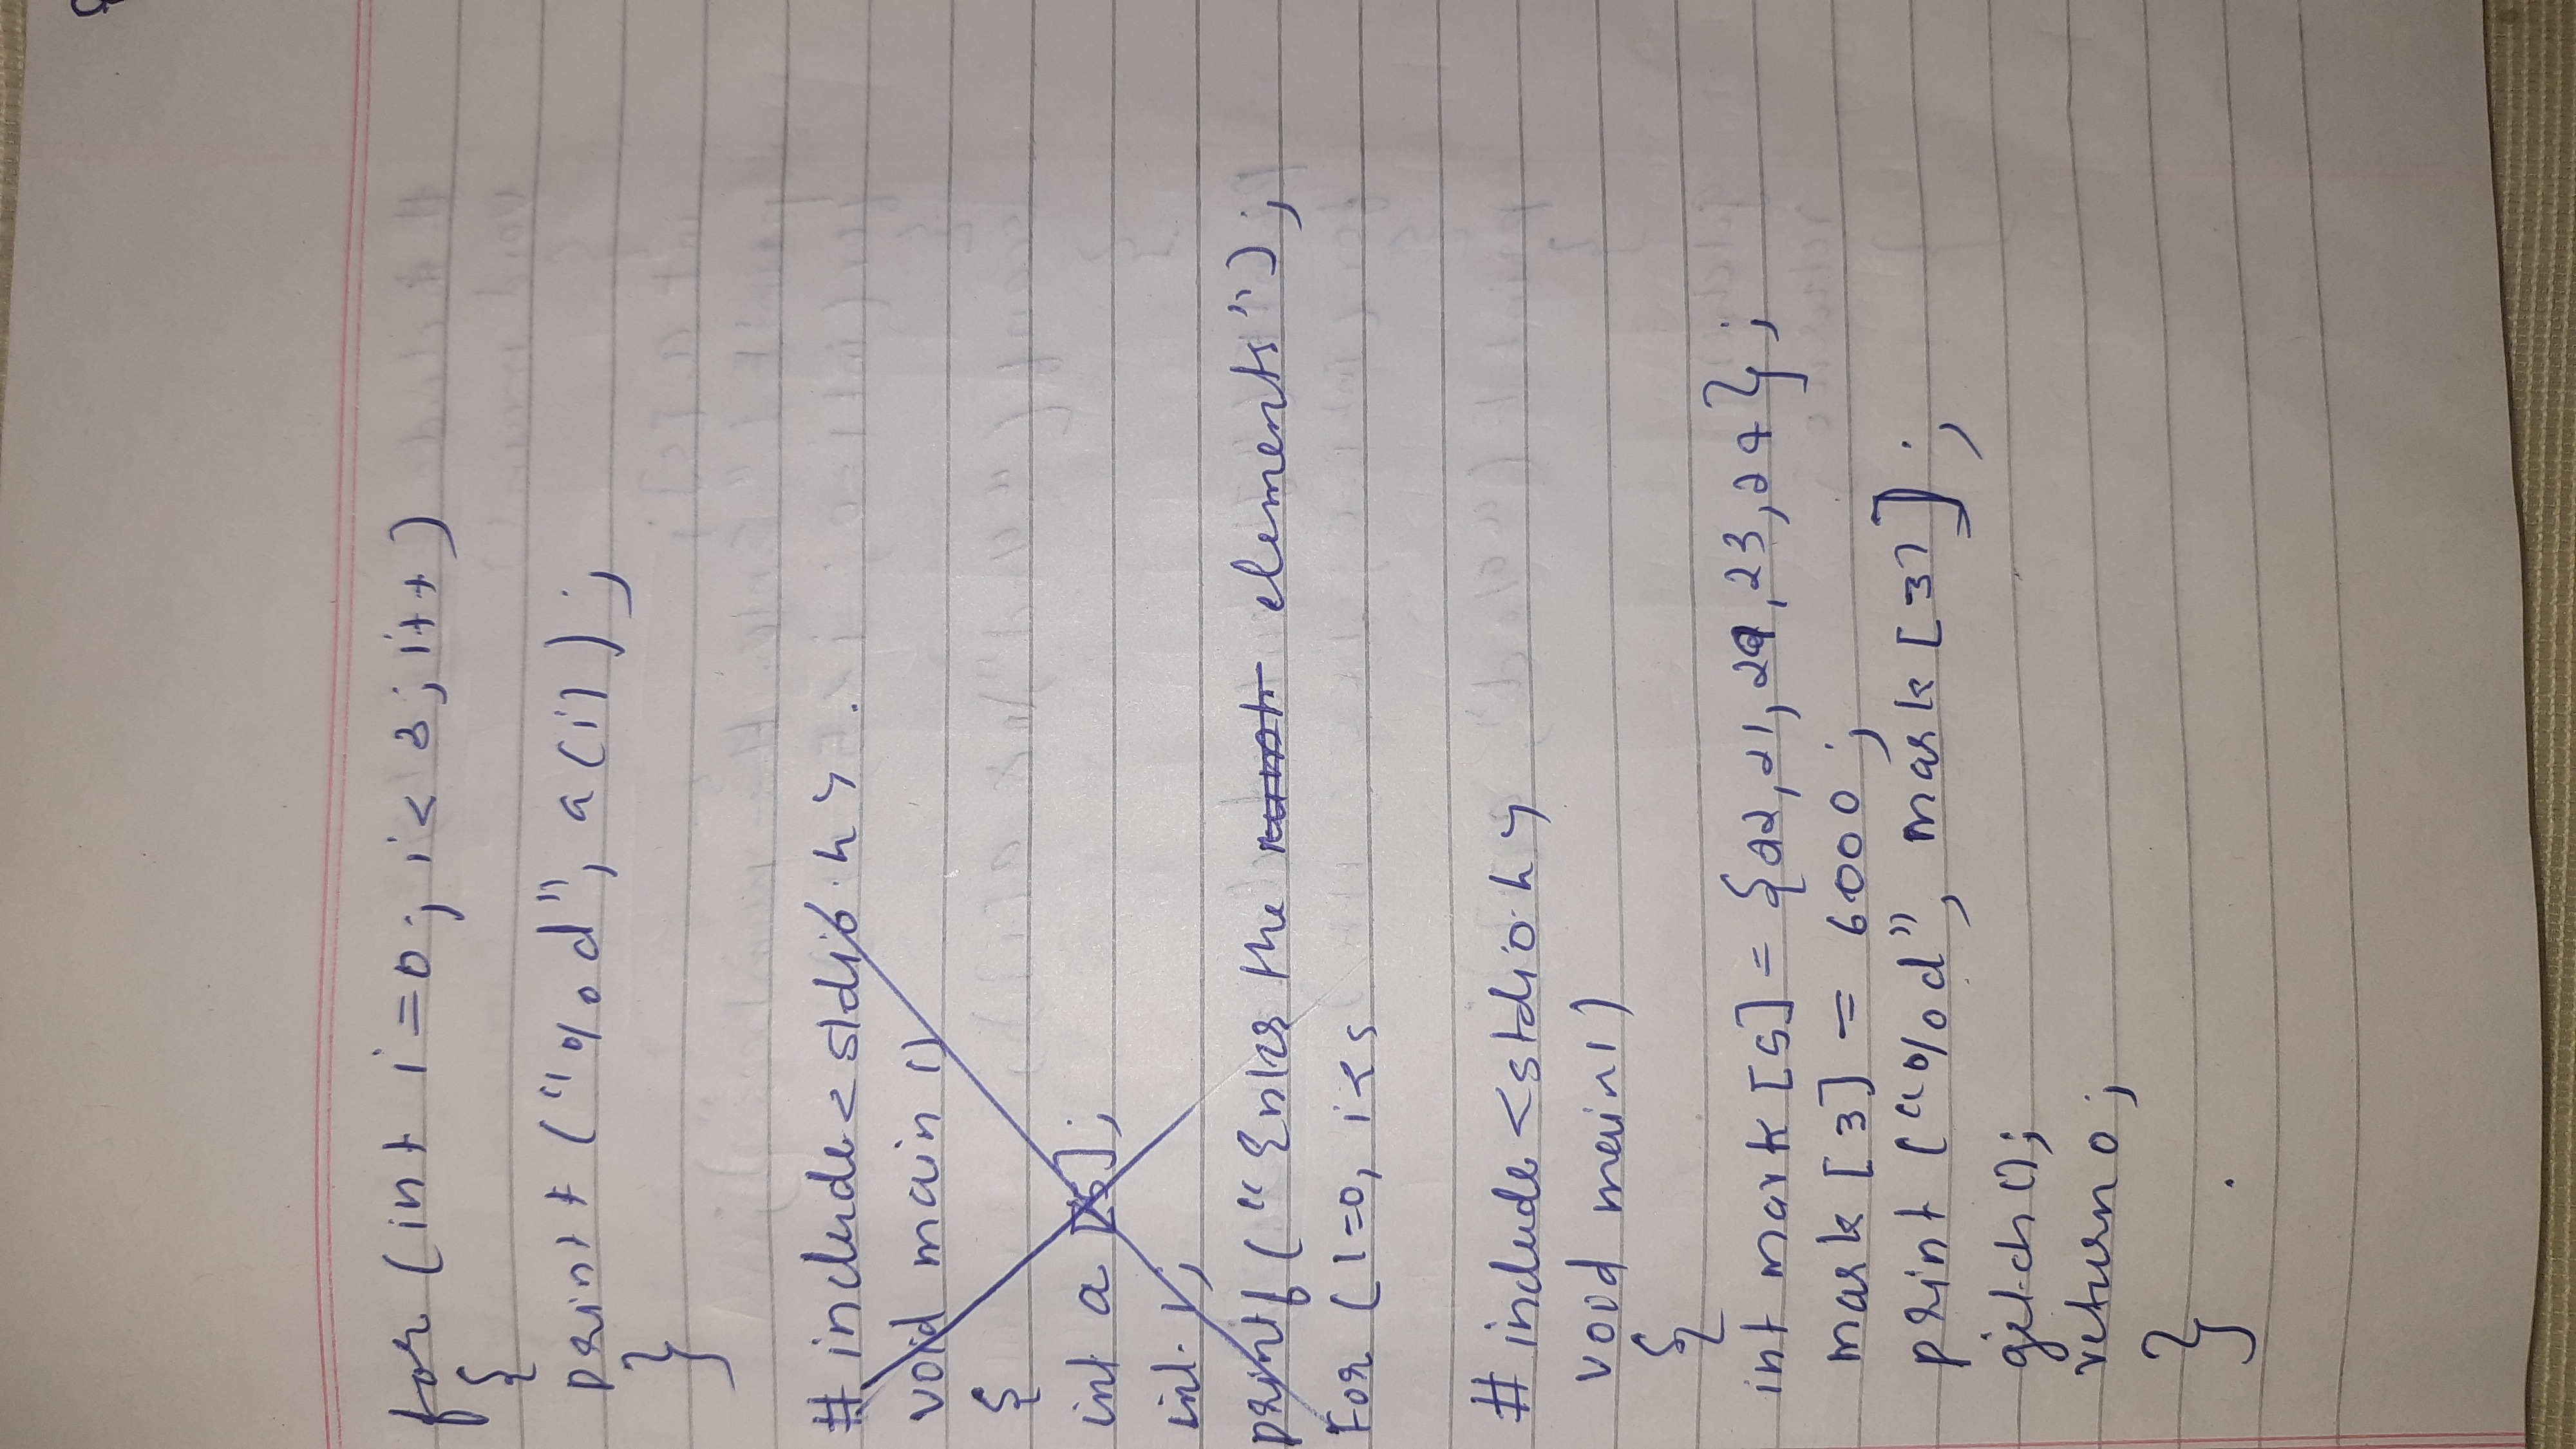 for (int i=0; i< 3; i++)
{
print+ ("%d", a(i));
}
# include<stdio.h>.
void main ()
{
int a [5];
int i;
printf ("Enter the elements");
For (i=0, i<5
# include <stdio.h>
void main()
{
int mark [5] = {22, 21, 29, 23, 24};
mark [3] = 6000;
print ("%d", mark [3]];
getch ();
return 0;
}
.